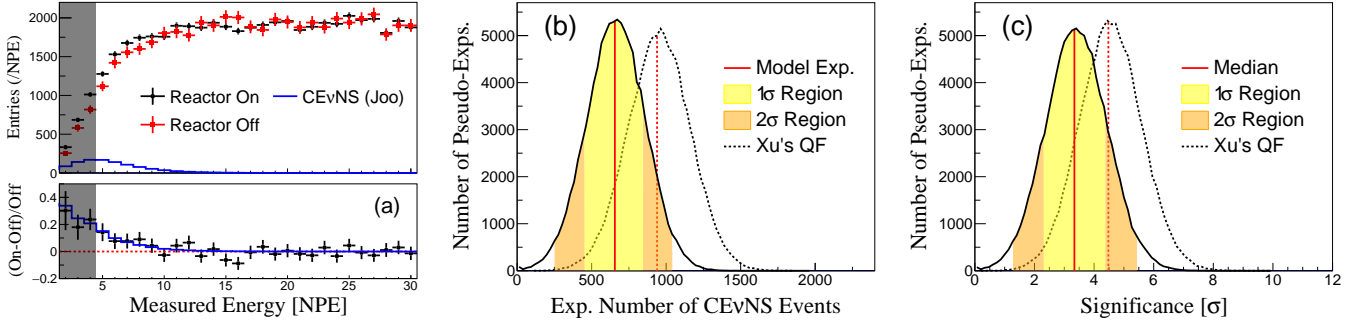 Entries (/NPE)
2000
1500
1000
500
0
Reactor On
CEνNS (Joo)
Reactor Off
(On-Off)/Off
0.4
0.2
0
−0.2
(a)
5 10 15 20 25 30
Measured Energy [NPE]
(b)
Number of Pseudo-Exps.
5000
4000
3000
2000
1000
0
Model Exp.
1σ Region
2σ Region
Xu's QF
0 500 1000 1500 2000
Exp. Number of CEνNS Events
(c)
Number of Pseudo-Exps.
5000
4000
3000
2000
1000
0
Median
1σ Region
2σ Region
Xu's QF
0 2 4 6 8 10 12
Significance [σ]